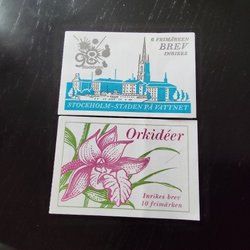 6 FRIMÄRKEN
BREV
INRIKES
98
STOCKHOLM–STADEN PÅ VATTNET
Orkidéer
Inrikes brev
10 frimärken